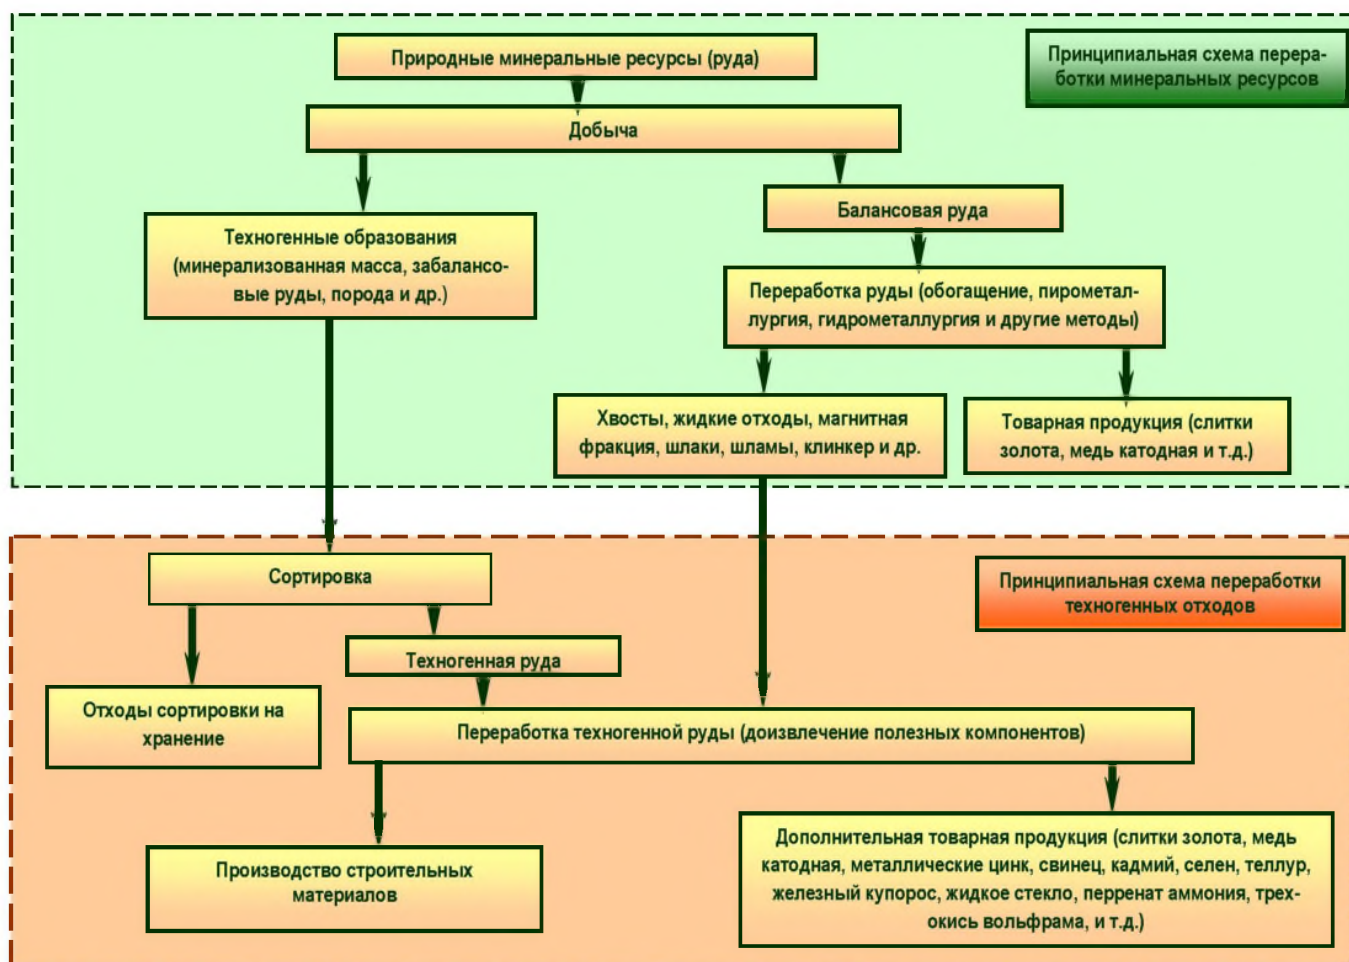 Природные минеральные ресурсы (руда)
Принципиальная схема перера-
ботки минеральных ресурсов
Добыча
Балансовая руда
Техногенные образования
(минерализованная масса, забалансо-
вые руды, порода и др.)
Переработка руды (обогащение, пирометал-
лургия, гидрометаллургия и другие методы)
Хвосты, жидкие отходы, магнитная
фракция, шлаки, шламы, клинкер и др.
Товарная продукция (слитки
золота, медь катодная и т.д.)
Сортировка
Принципиальная схема переработки
техногенных отходов
Техногенная руда
Отходы сортировки на
хранение
Переработка техногенной руды (доизвлечение полезных компонентов)
Производство строительных
материалов
Дополнительная товарная продукция (слитки золота, медь
катодная, металлические цинк, свинец, кадмий, селен, теллур,
железный купорос, жидкое стекло, перренат аммония, трех-
окись вольфрама, и т.д.)